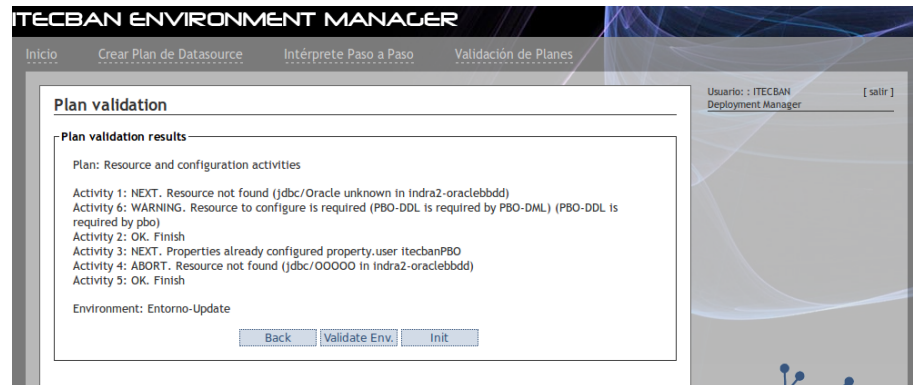 ITECBAN ENVIRONMENT MANAGER
Inicio Crear Plan de Datasource Intérprete Paso a Paso Validación de Planes
Usuario: : ITECBAN [ salir ]
Deployment Manager
Plan validation
Plan validation results
Plan: Resource and configuration activities
Activity 1: NEXT. Resource not found (jdbc/Oracle unknown in indra2-oraclebbdd)
Activity 6: WARNING. Resource to configure is required (PBO-DDL is required by PBO-DML) (PBO-DDL is
required by pbo)
Activity 2: OK. Finish
Activity 3: NEXT. Properties already configured property.user itecbanPBO
Activity 4: ABORT. Resource not found (jdbc/OOOOO in indra2-oraclebbdd)
Activity 5: OK. Finish
Environment: Entorno-Update
Back Validate Env. Init